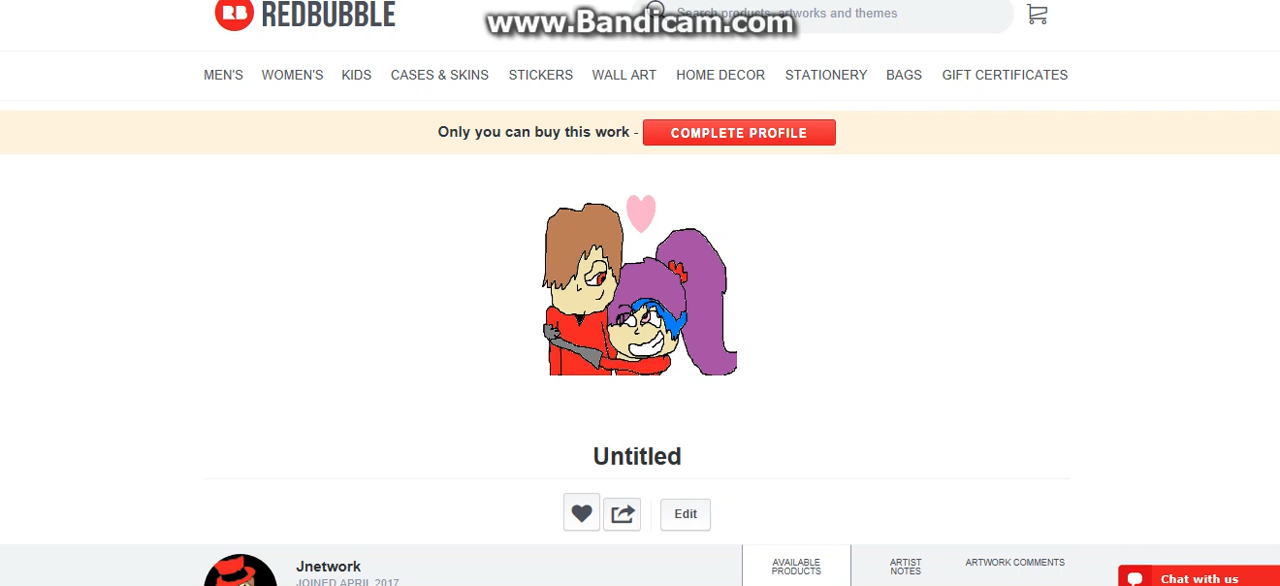 RB REDBUBBLE
www.Bandicam.com
Search products, artworks and themes
MEN'S WOMEN'S KIDS CASES & SKINS STICKERS WALL ART HOME DECOR STATIONERY BAGS GIFT CERTIFICATES
Only you can buy this work - COMPLETE PROFILE
Untitled
Edit
Jnetwork
JOINED APRIL 2017
AVAILABLE
PRODUCTS
ARTIST
NOTES
ARTWORK COMMENTS
Chat with us